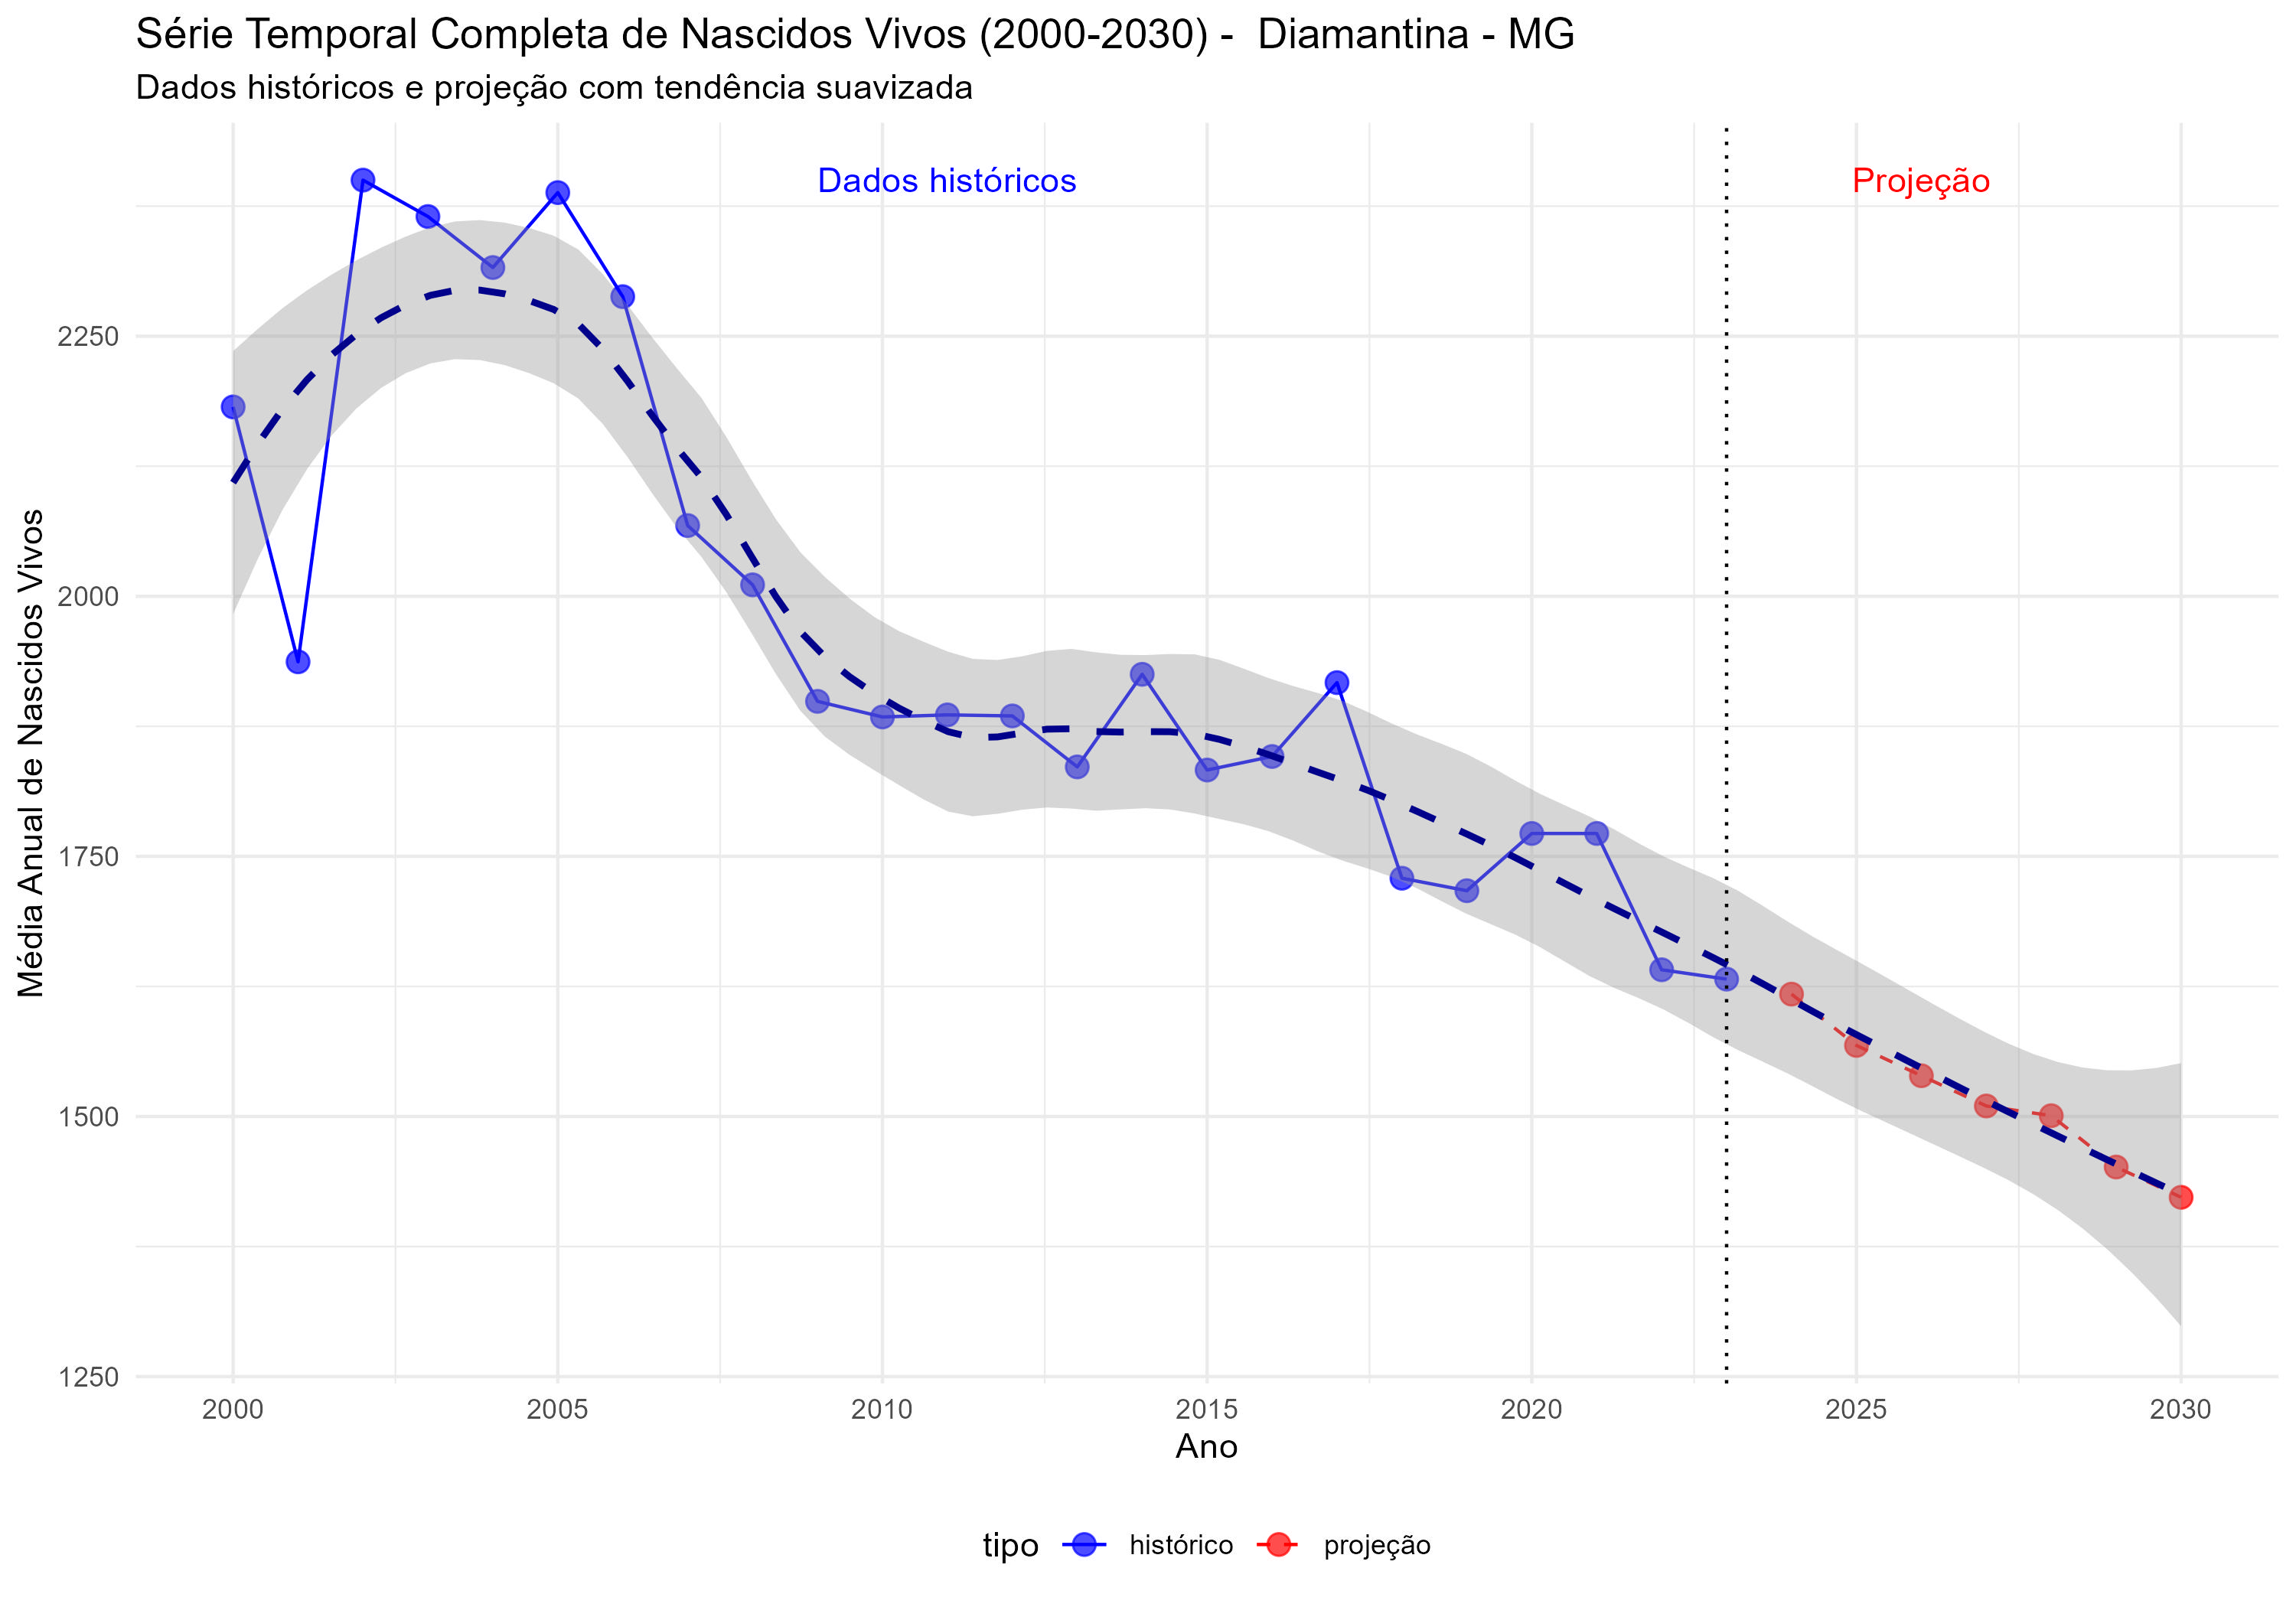 Série Temporal Completa de Nascidos Vivos (2000-2030) -  Diamantina - MG
Dados históricos e projeção com tendência suavizada
Dados históricos
Projeção
Média Anual de Nascidos Vivos
2250
2000
1750
1500
1250
2000
2005
2010
2015
2020
2025
2030
Ano
tipo
histórico
projeção